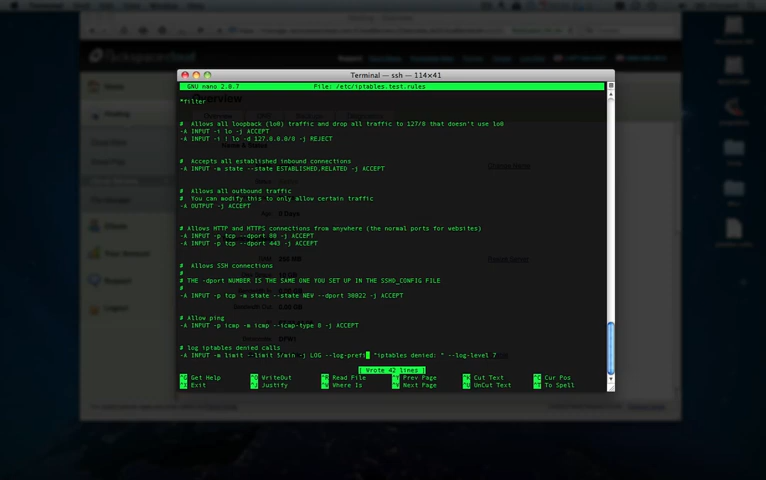 Terminal — ssh — 114×41
GNU nano 2.0.7 File: /etc/iptables.test.rules
*filter
# Allows all loopback (lo0) traffic and drop all traffic to 127/8 that doesn't use lo0
-A INPUT -i lo -j ACCEPT
-A INPUT -i ! lo -d 127.0.0.0/8 -j REJECT
# Accepts all established inbound connections
-A INPUT -m state --state ESTABLISHED,RELATED -j ACCEPT
# Allows all outbound traffic
# You can modify this to only allow certain traffic
-A OUTPUT -j ACCEPT
# Allows HTTP and HTTPS connections from anywhere (the normal ports for websites)
-A INPUT -p tcp --dport 80 -j ACCEPT
-A INPUT -p tcp --dport 443 -j ACCEPT
# Allows SSH connections
#
# THE -dport NUMBER IS THE SAME ONE YOU SET UP IN THE SSHD_CONFIG FILE
#
-A INPUT -p tcp -m state --state NEW --dport 30022 -j ACCEPT
# Allow ping
-A INPUT -p icmp -m icmp --icmp-type 8 -j ACCEPT
# log iptables denied calls
-A INPUT -m limit --limit 5/min -j LOG --log-prefix "iptables denied: " --log-level 7
[ Wrote 42 lines ]
^G Get Help ^O WriteOut ^R Read File ^Y Prev Page ^K Cut Text ^C Cur Pos
^X Exit ^J Justify ^W Where Is ^V Next Page ^U UnCut Text ^T To Spell